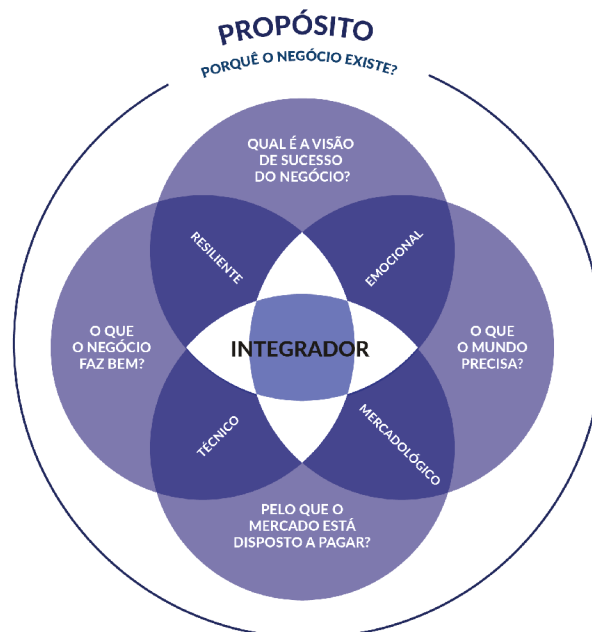 PROPÓSITO
PORQUÊ O NEGÓCIO EXISTE?
QUAL É A VISÃO
DE SUCESSO
DO NEGÓCIO?
RESILIENTE
EMOCIONAL
O QUE
O NEGÓCIO
FAZ BEM?
INTEGRADOR
O QUE
O MUNDO
PRECISA?
TÉCNICO
MERCADOLÓGICO
PELO QUE O
MERCADO ESTÁ
DISPOSTO A PAGAR?